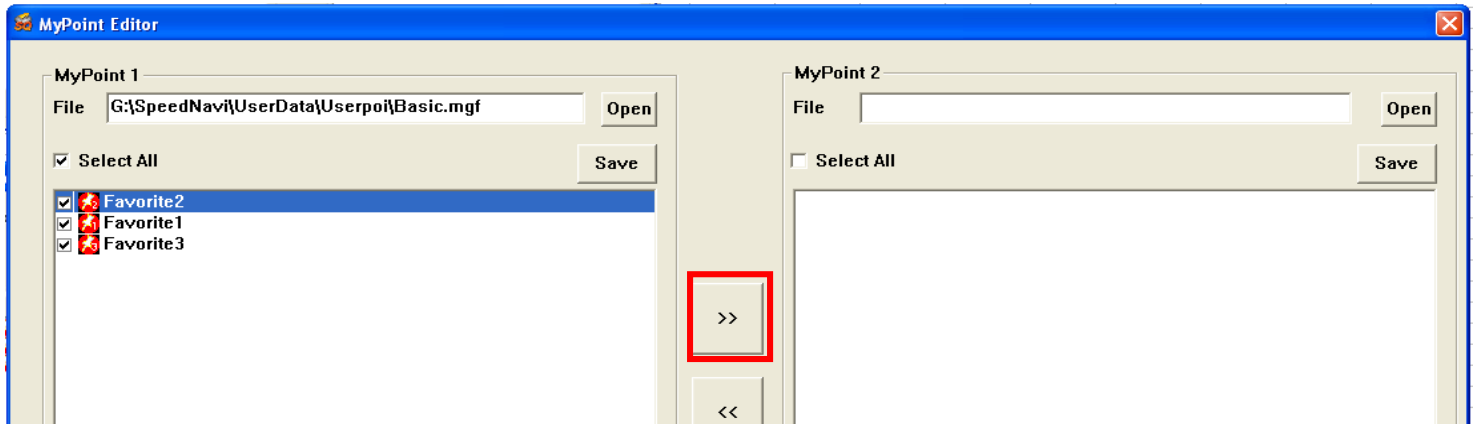 MyPoint Editor
MyPoint 1
File G:\SpeedNavi\UserData\Userpoi\Basic.mgf Open
Select All Save
Favorite2
Favorite1
Favorite3
>>
<<
MyPoint 2
File Open
Select All Save